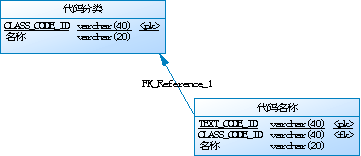 代码分类
CLASS_CODE_ID varchar(40) <pk>
名称 varchar(20)
FK_Reference_1
代码名称
TEXT_CODE_ID varchar(40) <pk>
CLASS_CODE_ID varchar(40) <fk>
名称 varchar(20)